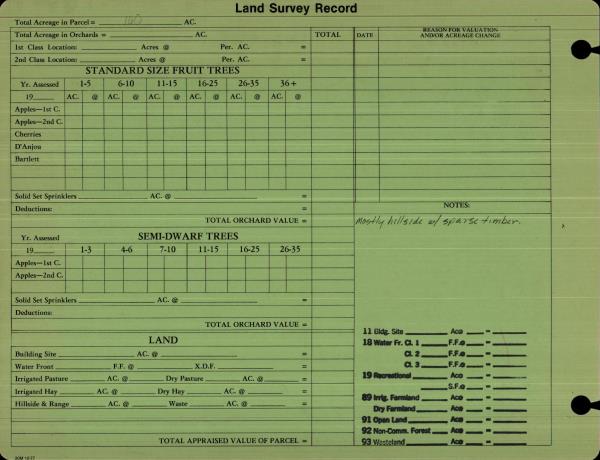 Land Survey Record
Total Acreage in Parcel = 160 AC.
Total Acreage in Orchards = AC. TOTAL DATE REASON FOR VALUATION AND/OR ACREAGE CHANGE
1st Class Location: Acres @ Per. AC.
2nd Class Location: Acres @ Per. AC. =
STANDARD SIZE FRUIT TREES
Yr. Assessed 1-5 6-10 11-15 16-25 26-35 36 +
19 AC. @ AC. @ AC. @ AC. @ AC. @ AC. @
Apples—1st C.
Apples—2nd C.
Cherries
D'Anjou
Bartlett
Solid Set Sprinklers AC. @ =
Deductions: =
TOTAL ORCHARD VALUE =
NOTES:
Mostly hillside w/ sparse timber.
SEMI-DWARF TREES
Yr. Assessed
19 1-3 4-6 7-10 11-15 16-25 26-35
Apples—1st C.
Apples—2nd C.
Solid Set Sprinklers AC. @ =
Deductions:
TOTAL ORCHARD VALUE =
LAND
Building Site AC. @ =
Water Front F.F. @ X.D.F. =
Irrigated Pasture AC. @ Dry Pasture AC. @ =
Irrigated Hay AC. @ Dry Hay AC. @ =
Hillside & Range AC. @ Waste AC. @ =
TOTAL APPRAISED VALUE OF PARCEL =
11 Bldg. Site Ac@ =
18 Water Fr. Cl. 1 F.F.@ =
Cl. 2 F.F.@ =
Cl. 3 F.F.@ =
19 Recreational Ac@ =
S.F.@ =
89 Irrig. Farmland Ac@ =
Dry Farmland Ac@ =
91 Open Land Ac@ =
92 Non-Comm. Forest Ac@ =
93 Wasteland Ac@ =